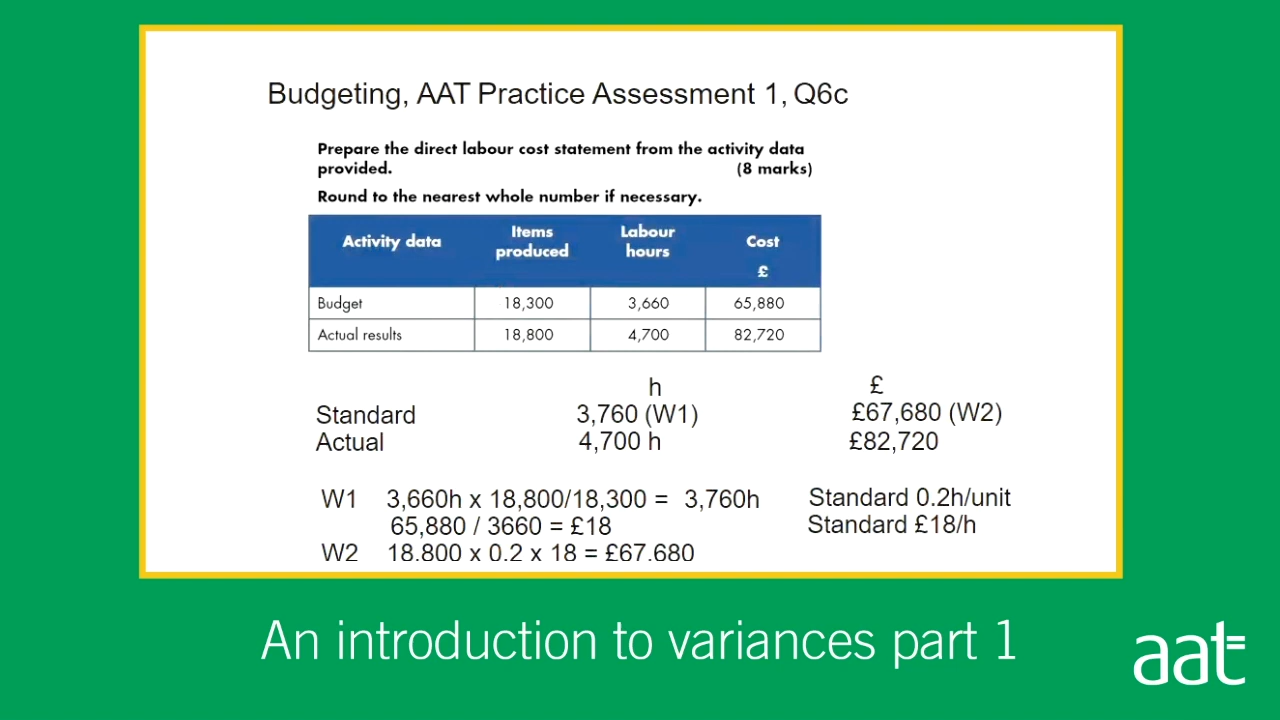 Budgeting, AAT Practice Assessment 1, Q6c
Prepare the direct labour cost statement from the activity data
provided. (8 marks)
Round to the nearest whole number if necessary.
Activity data Items produced Labour hours Cost £
Budget 18,300 3,660 65,880
Actual results 18,800 4,700 82,720
h £
Standard 3,760 (W1) £67,680 (W2)
Actual 4,700 h £82,720
W1 3,660h x 18,800/18,300 = 3,760h Standard 0.2h/unit
65,880 / 3660 = £18 Standard £18/h
W2 18.800 x 0.2 x 18 = £67.680
An introduction to variances part 1
aat